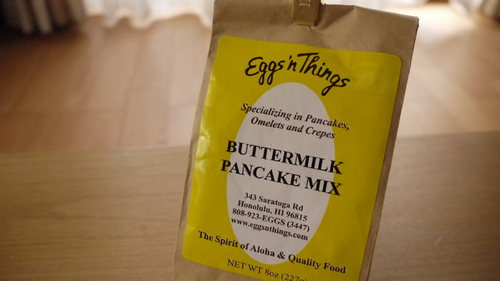 Eggs 'n Things
Specializing in Pancakes,
Omelets and Crepes
BUTTERMILK
PANCAKE MIX
343 Saratoga Rd
Honolulu, HI 96815
808-923-EGGS (3447)
www.eggsnthings.com
The Spirit of Aloha & Quality Food
NET WT 8oz (227g)